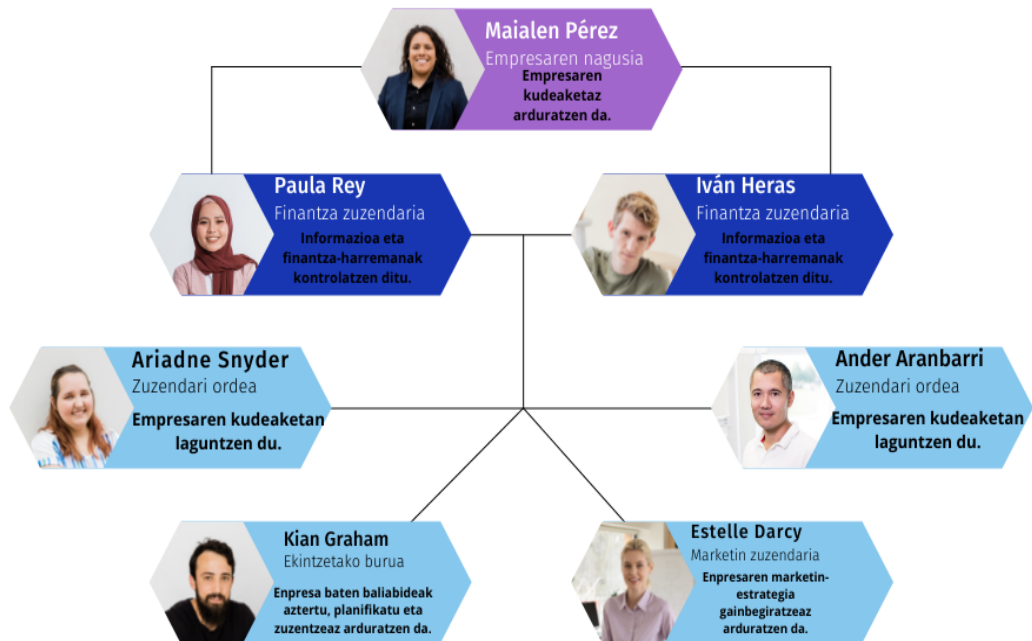 Maialen Pérez
Empresaren nagusia
Empresaren
kudeaketaz
arduratzen da.
Paula Rey
Finantza zuzendaria
Informazioa eta
finantza-harremanak
kontrolatzen ditu.
Iván Heras
Finantza zuzendaria
Informazioa eta
finantza-harremanak
kontrolatzen ditu.
Ariadne Snyder
Zuzendari ordea
Empresaren kudeaketan
laguntzen du.
Ander Aranbarri
Zuzendari ordea
Empresaren kudeaketan
laguntzen du.
Kian Graham
Ekintzetako burua
Enpresa baten baliabideak
aztertu, planifikatu eta
zuzentzeaz arduratzen da.
Estelle Darcy
Marketin zuzendaria
Enpresaren marketin-
estrategia
gainbegiratzeaz
arduratzen da.